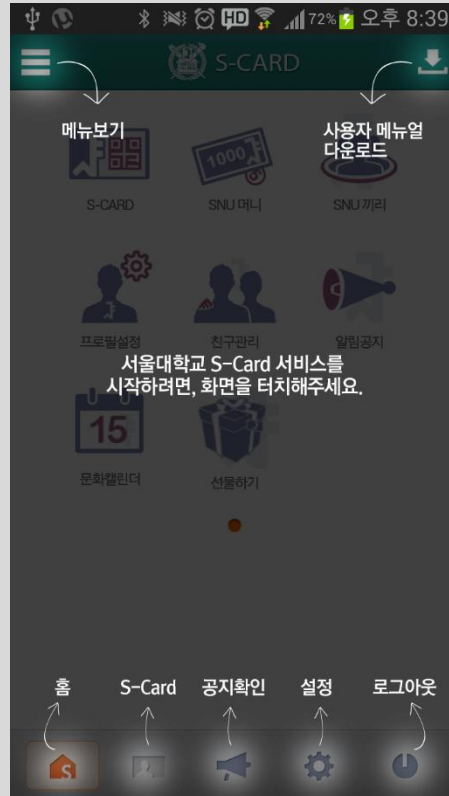 72% 오후 8:39
S-CARD
메뉴보기
사용자 메뉴얼
다운로드
1000
S-CARD
SNU 머니
SNU 끼리
프로필설정
친구관리
알림공지
서울대학교 S-Card 서비스를
시작하려면, 화면을 터치해주세요.
15
문화캘린더
선물하기
홈
S-Card
공지확인
설정
로그아웃